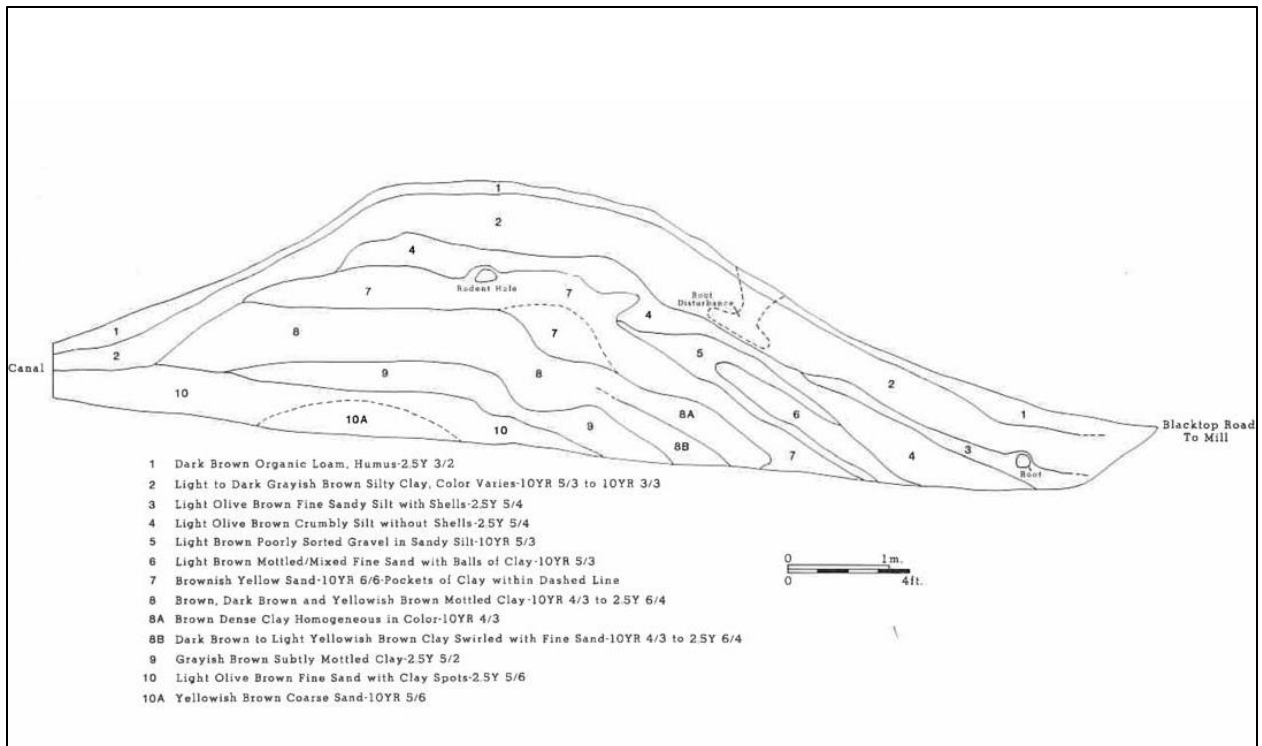 1
2
4
Rodent Hole
7
7
Root
Disturbance
4
7
1
8
5
2
Canal
2
9
8
2
10
6
8A
1
Blacktop Road
To Mill
10A
10
9
8B
7
4
3
Root
1 Dark Brown Organic Loam, Humus-2.5Y 3/2
2 Light to Dark Grayish Brown Silty Clay, Color Varies-10YR 5/3 to 10YR 3/3
3 Light Olive Brown Fine Sandy Silt with Shells-2.5Y 5/4
4 Light Olive Brown Crumbly Silt without Shells-2.5Y 5/4
5 Light Brown Poorly Sorted Gravel in Sandy Silt-10YR 5/3
6 Light Brown Mottled/Mixed Fine Sand with Balls of Clay-10YR 5/3
7 Brownish Yellow Sand-10YR 6/6-Pockets of Clay within Dashed Line
8 Brown, Dark Brown and Yellowish Brown Mottled Clay-10YR 4/3 to 2.5Y 6/4
8A Brown Dense Clay Homogeneous in Color-10YR 4/3
8B Dark Brown to Light Yellowish Brown Clay Swirled with Fine Sand-10YR 4/3 to 2.5Y 6/4
9 Grayish Brown Subtly Mottled Clay-2.5Y 5/2
10 Light Olive Brown Fine Sand with Clay Spots-2.5Y 5/6
10A Yellowish Brown Coarse Sand-10YR 5/6
0 1m.
0 4ft.